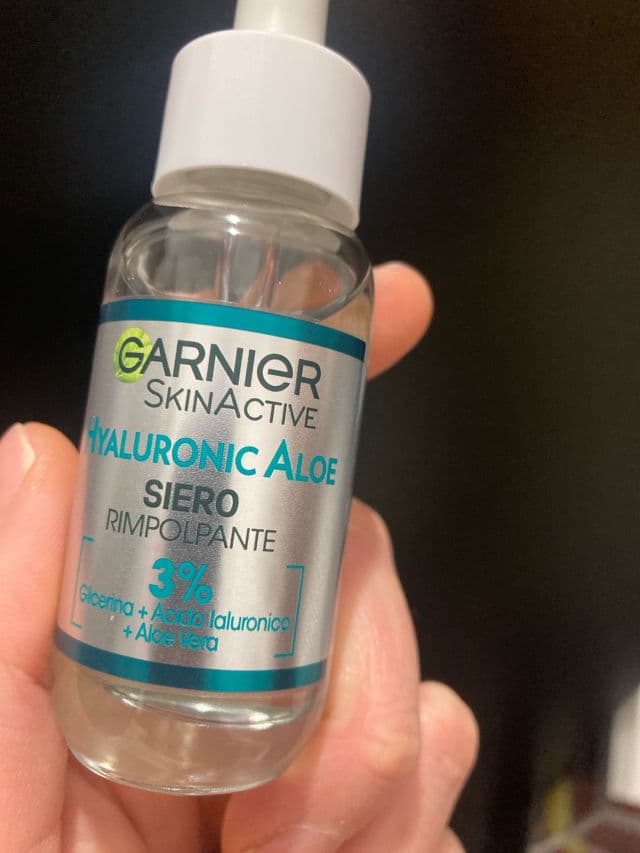 GARNIER
SKINACTIVE
HYALURONIC ALOE
SIERO
RIMPOLPANTE
3%
Glicerina + Acido Ialuronico
+ Aloe Vera